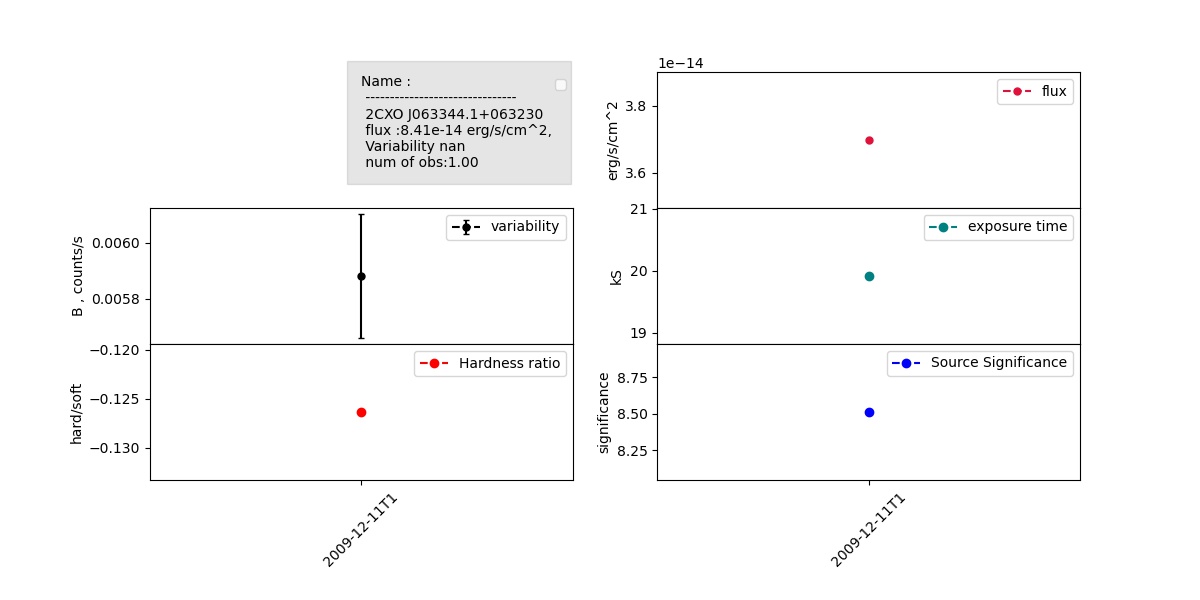 Name :
-------------------------------
2CXO J063344.1+063230
flux :8.41e-14 erg/s/cm^2,
Variability nan
num of obs:1.00
1e−14
flux
3.8
3.6
erg/s/cm^2
variability
0.0060
0.0058
B , counts/s
exposure time
21
20
19
kS
Hardness ratio
−0.120
−0.125
−0.130
hard/soft
Source Significance
8.75
8.50
8.25
significance
2009-12-11T1
2009-12-11T1